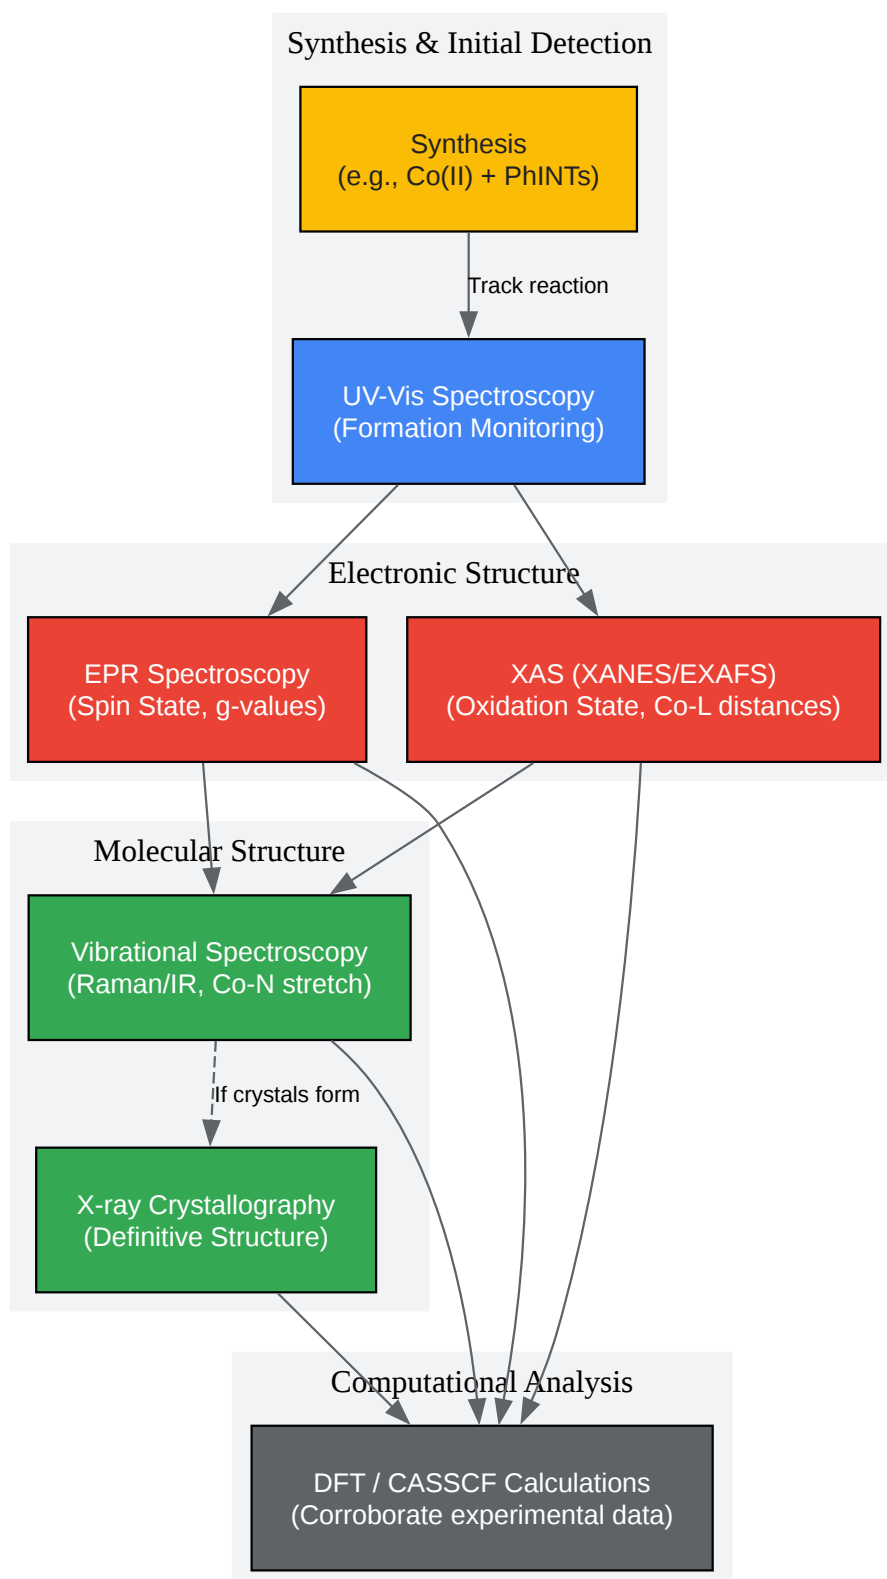 Synthesis & Initial Detection
Synthesis
(e.g., Co(II) + PhINTs)
Track reaction
UV-Vis Spectroscopy
(Formation Monitoring)
Electronic Structure
EPR Spectroscopy
(Spin State, g-values)
XAS (XANES/EXAFS)
(Oxidation State, Co-L distances)
Molecular Structure
Vibrational Spectroscopy
(Raman/IR, Co-N stretch)
If crystals form
X-ray Crystallography
(Definitive Structure)
Computational Analysis
DFT / CASSCF Calculations
(Corroborate experimental data)